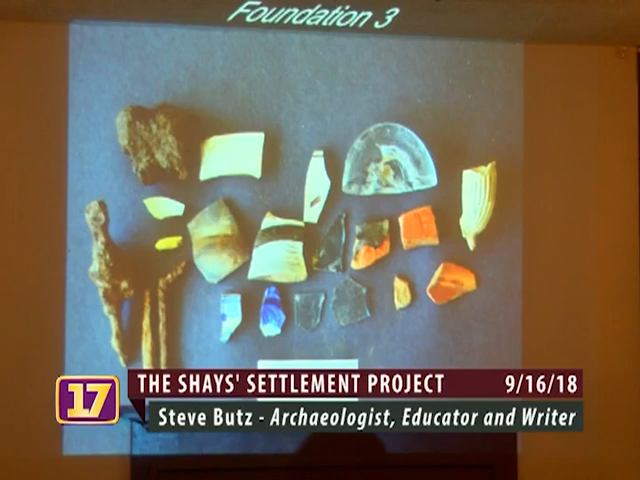 Foundation 3
THE SHAYS' SETTLEMENT PROJECT 9/16/18
17
Steve Butz - Archaeologist, Educator and Writer